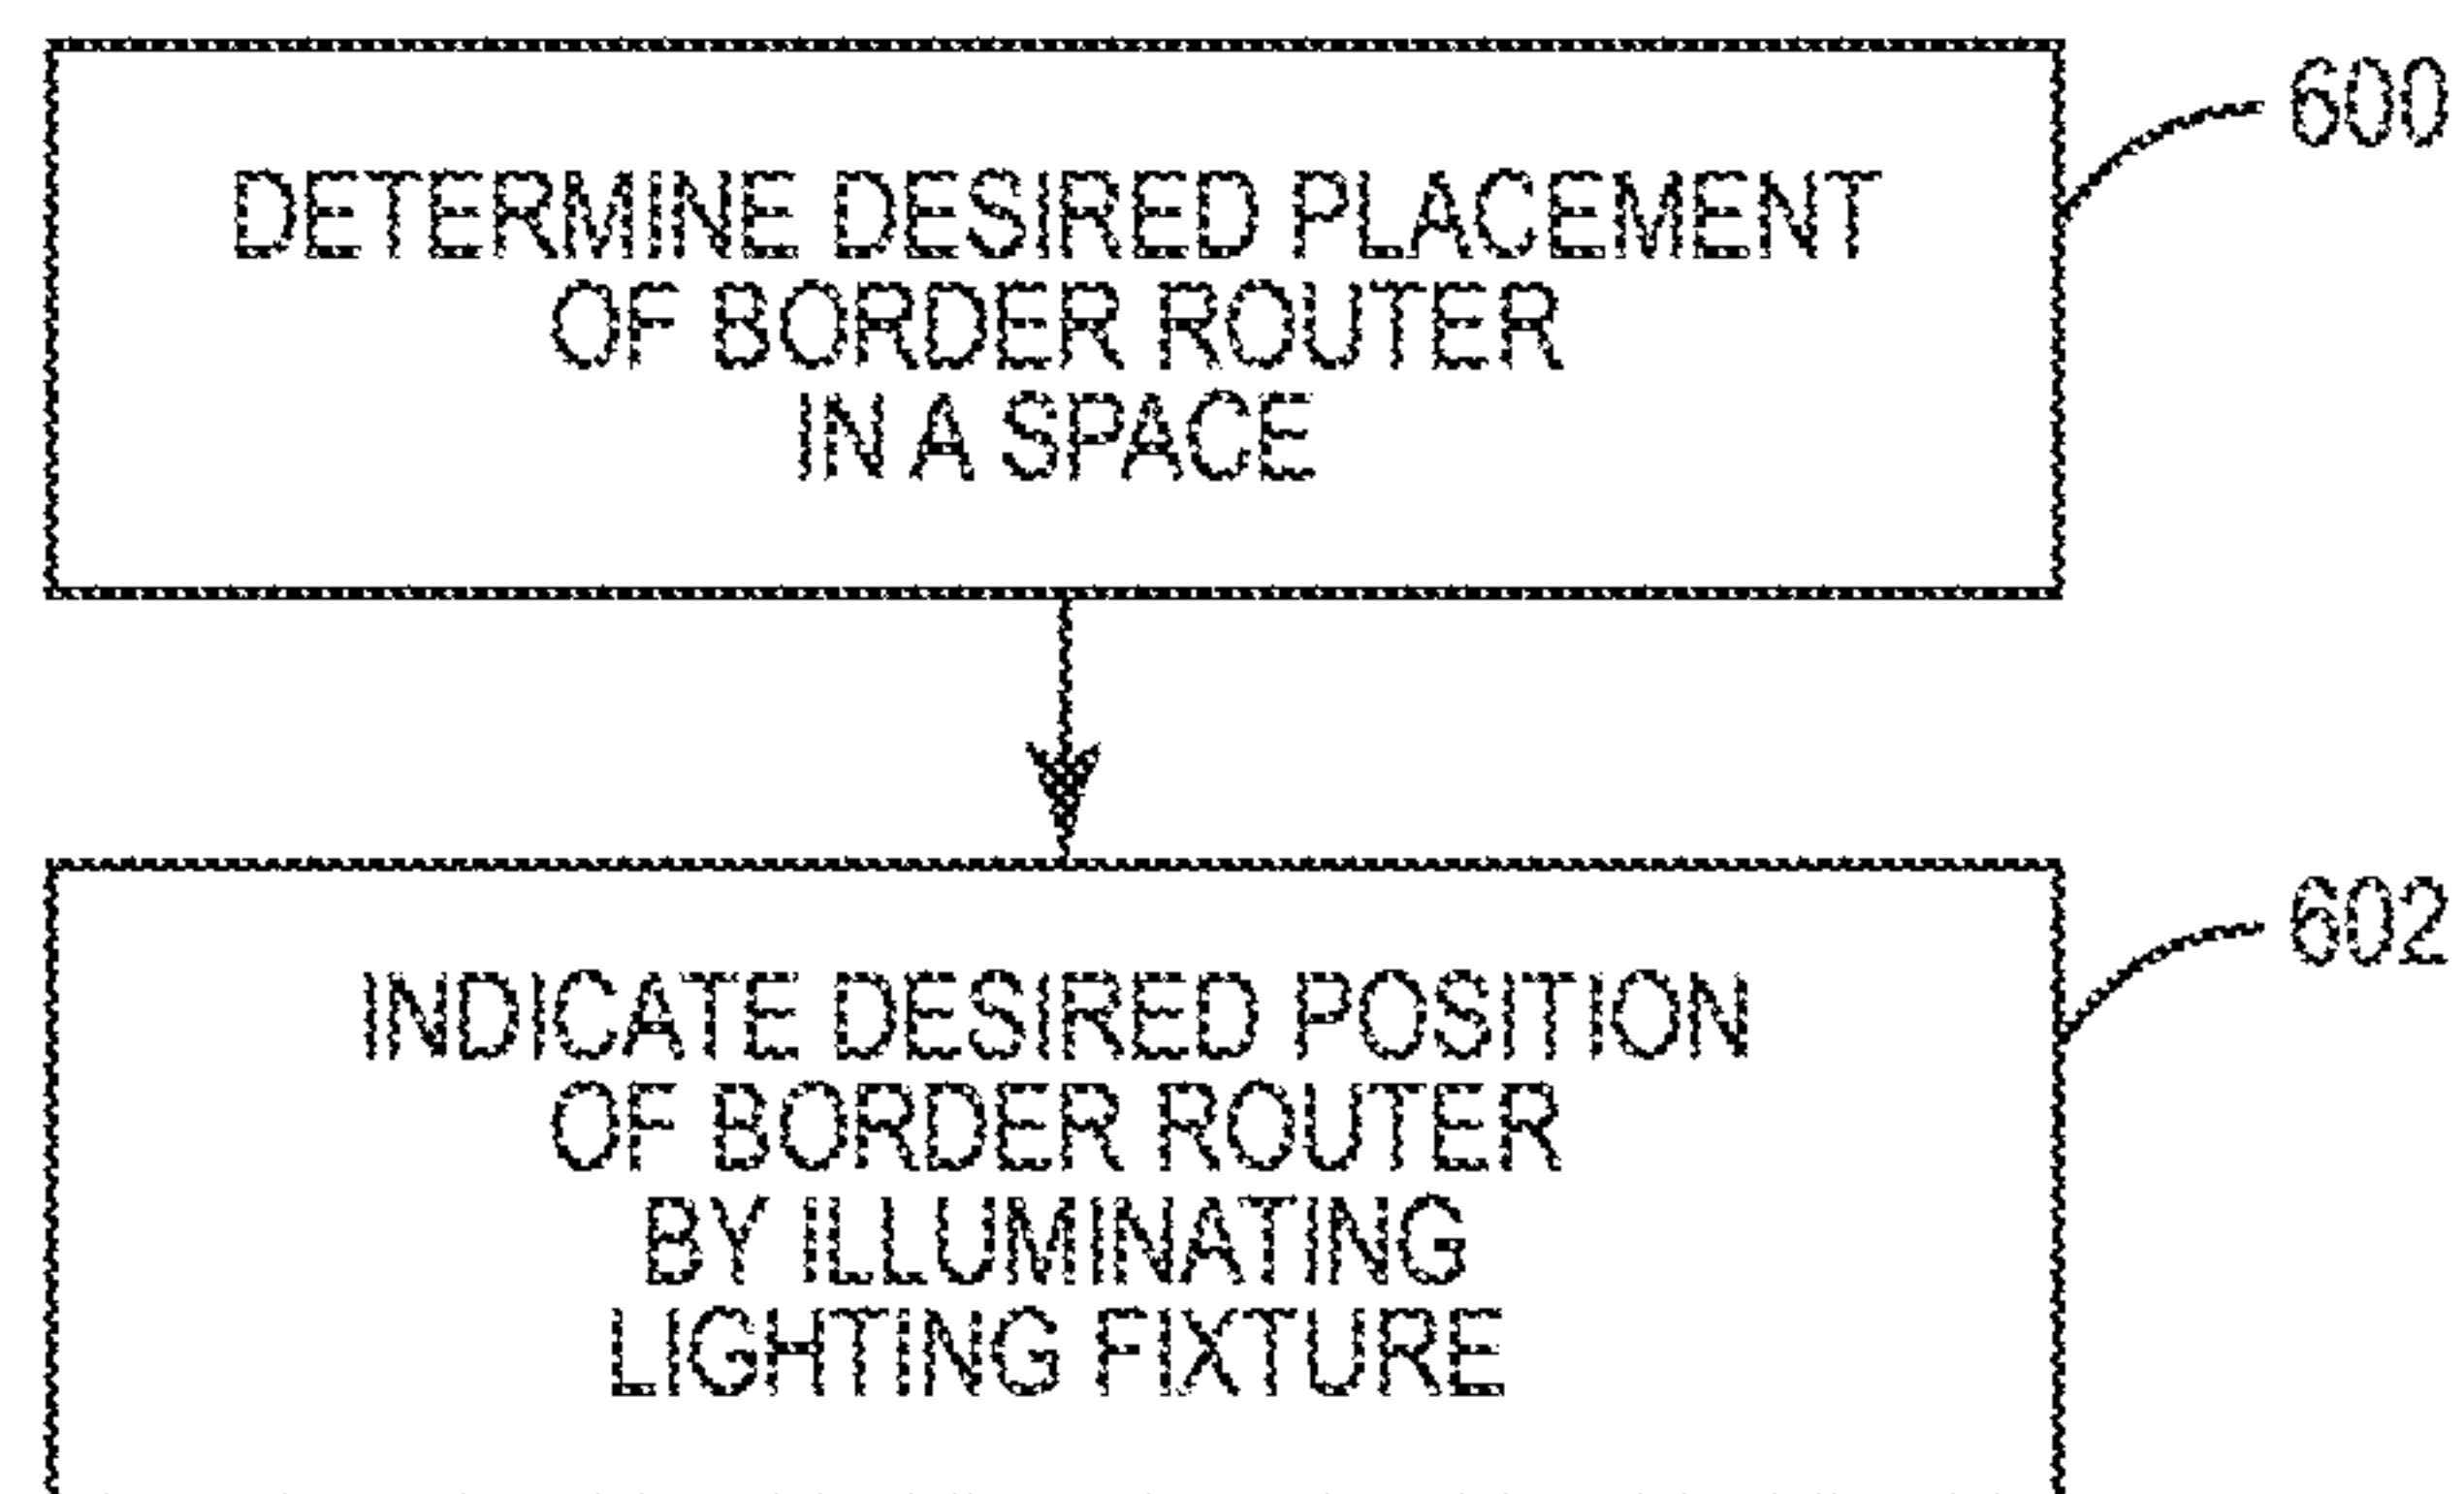 600
DETERMINE DESIRED PLACEMENT
OF BORDER ROUTER
IN A SPACE
602
INDICATE DESIRED POSITION
OF BORDER ROUTER
BY ILLUMINATING
LIGHTING FIXTURE